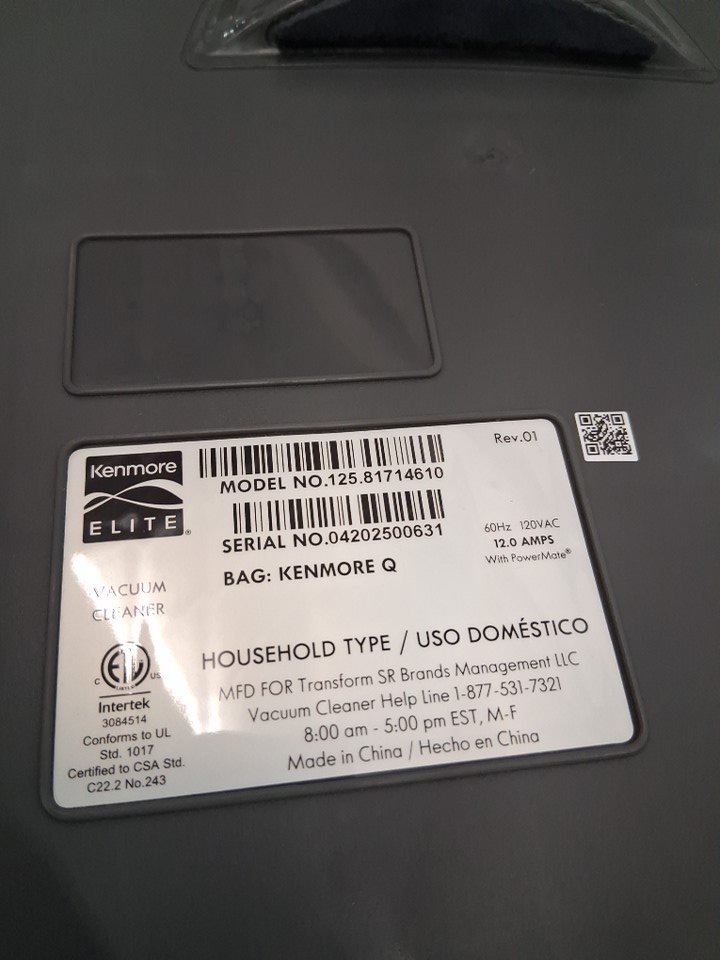 Kenmore
ELITE®
MODEL NO.125.81714610
SERIAL NO.04202500631
BAG: KENMORE Q
Rev.01
60Hz 120VAC
12.0 AMPS
With PowerMate®
VACUUM
CLEANER
HOUSEHOLD TYPE / USO DOMÉSTICO
MFD FOR Transform SR Brands Management LLC
Vacuum Cleaner Help Line 1-877-531-7321
8:00 am - 5:00 pm EST, M-F
Made in China / Hecho en China
C ETL US
LISTED
Intertek
3084514
Conforms to UL
Std. 1017
Certified to CSA Std.
C22.2 No.243